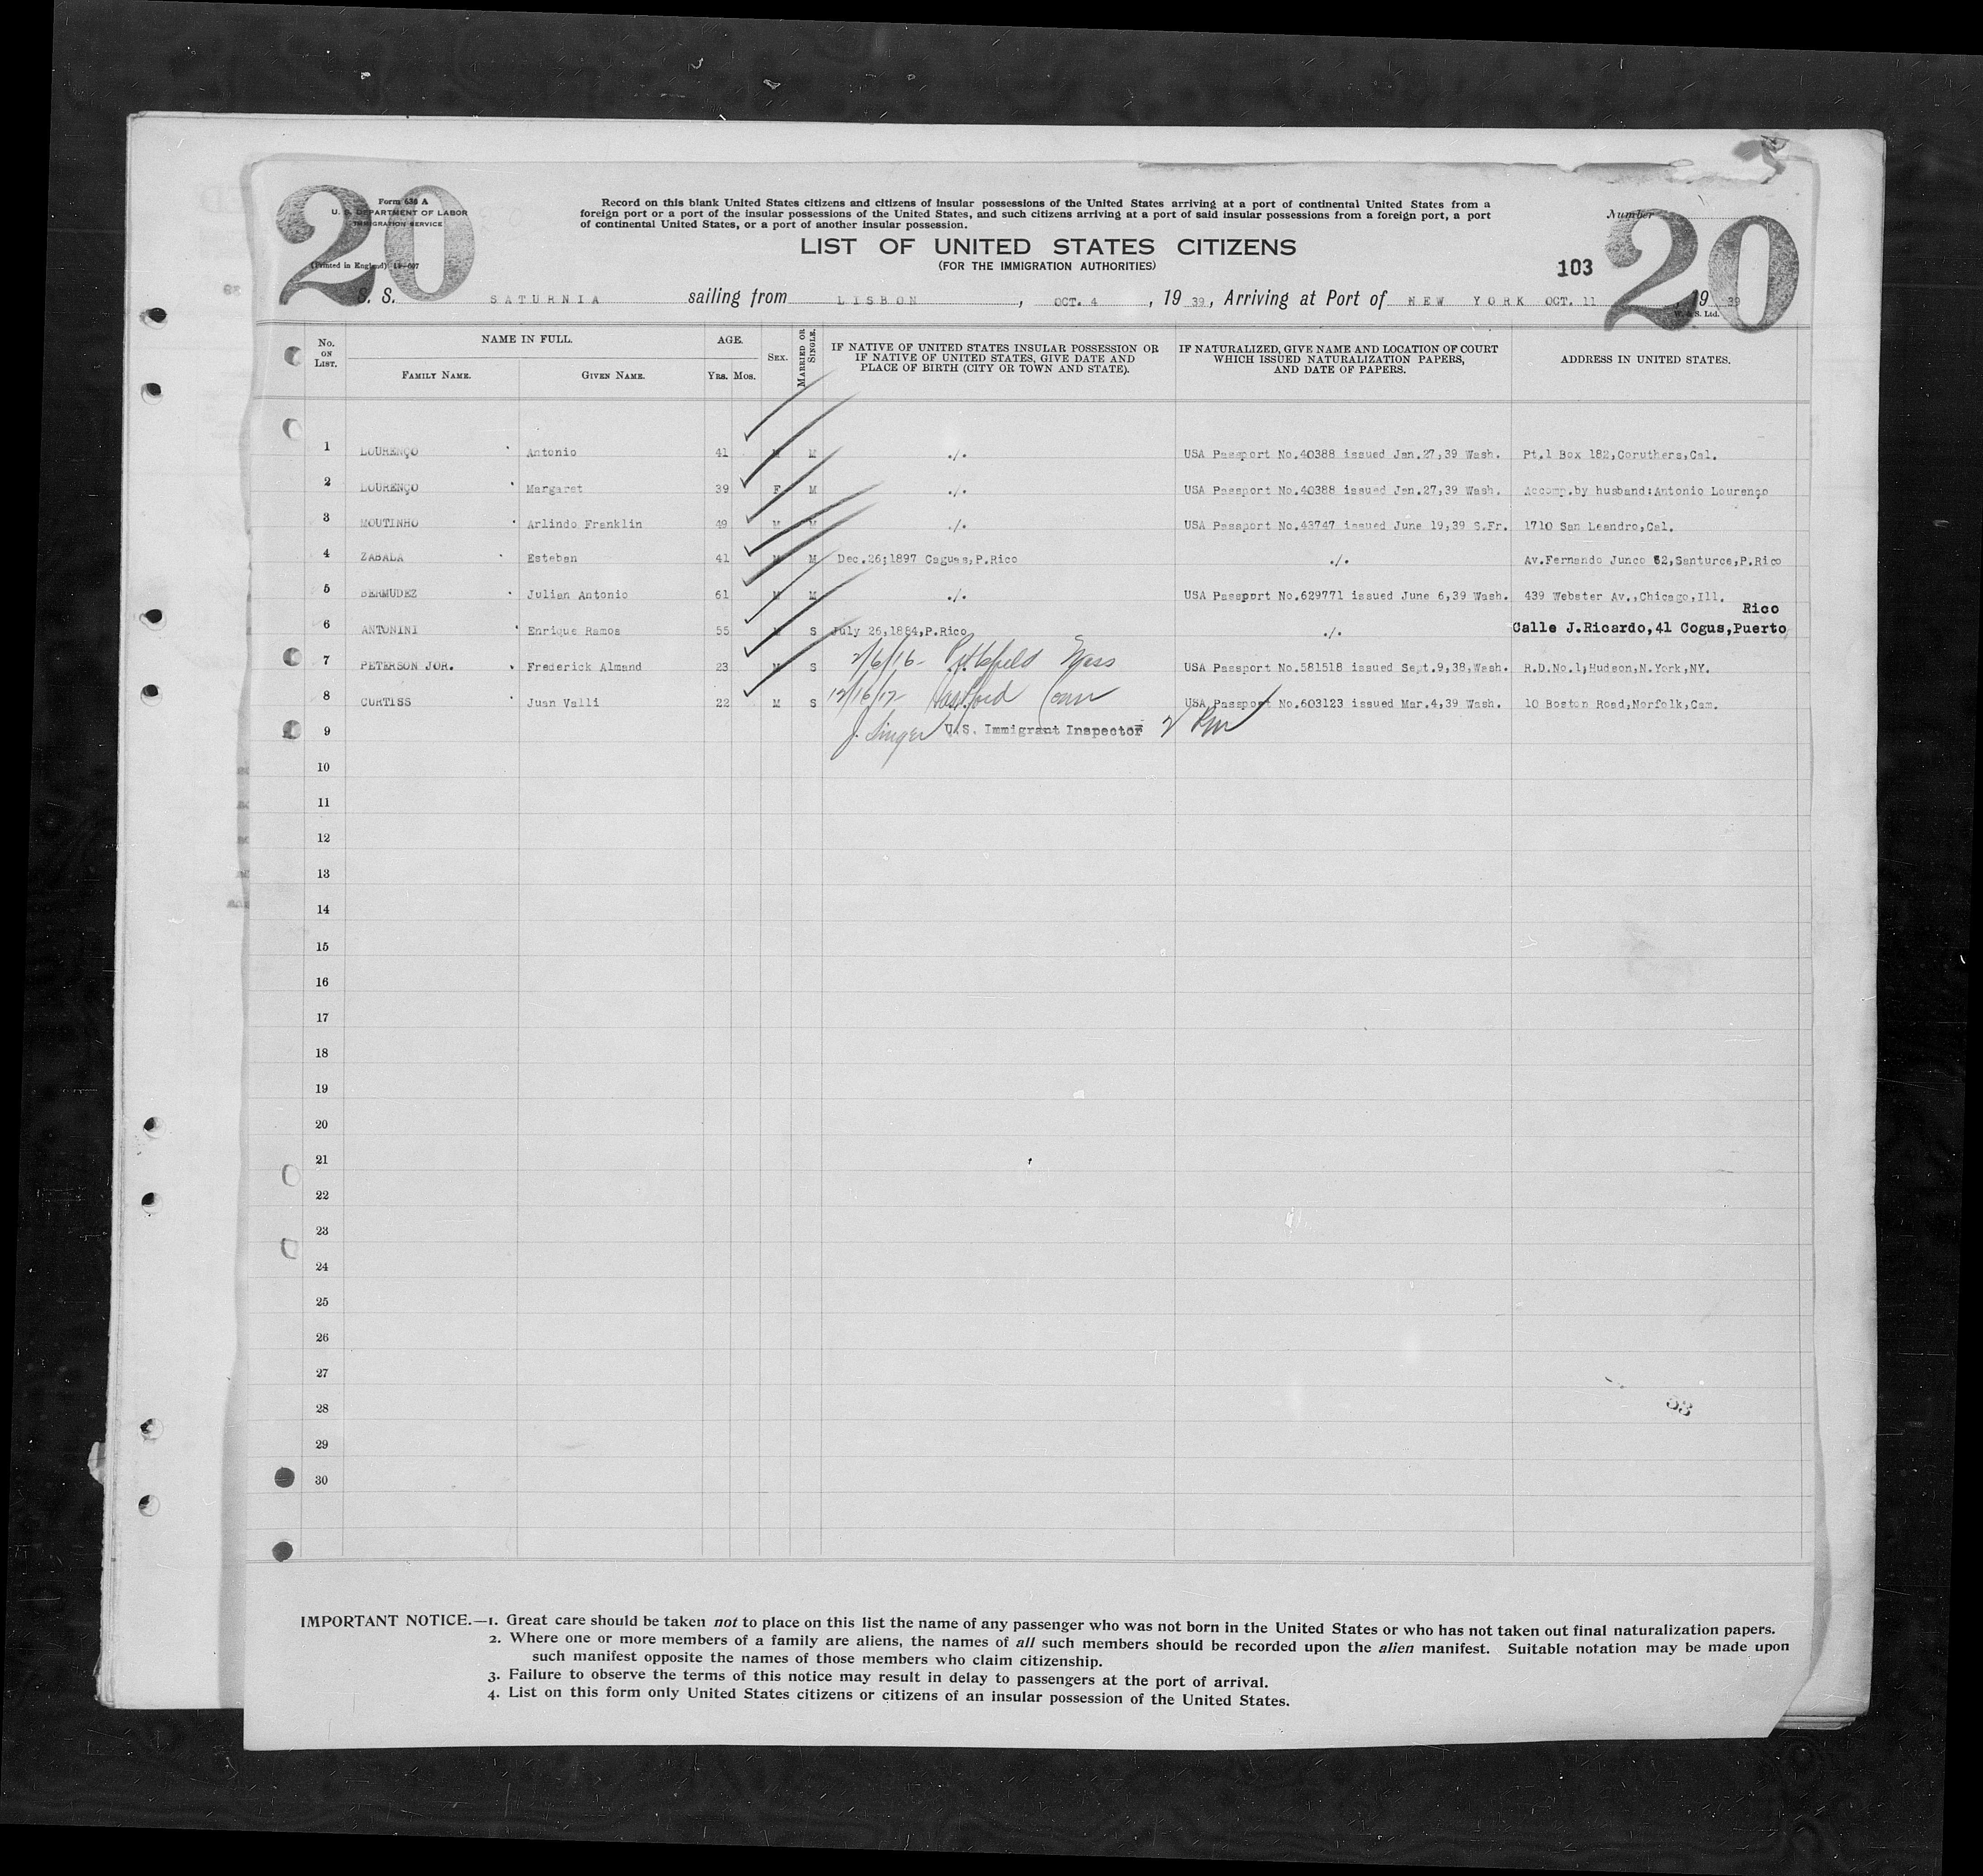 20
Form 630 A
U. S. DEPARTMENT OF LABOR
IMMIGRATION SERVICE
(Printed in England) 14—607
Record on this blank United States citizens and citizens of insular possessions of the United States arriving at a port of continental United States from a
foreign port or a port of the insular possessions of the United States, and such citizens arriving at a port of said insular possessions from a foreign port, a port
of continental United States, or a port of another insular possession.
Number
20
LIST OF UNITED STATES CITIZENS
(FOR THE IMMIGRATION AUTHORITIES)
103
S. S. SATURNIA sailing from LISBON, OCT. 4, 19 39, Arriving at Port of NEW YORK OCT. 11, 19 39
W. & S. Ltd.
No. ON LIST. NAME IN FULL. FAMILY NAME. GIVEN NAME. AGE. YRS. MOS. SEX. MARRIED OR SINGLE. IF NATIVE OF UNITED STATES INSULAR POSSESSION OR IF NATIVE OF UNITED STATES, GIVE DATE AND PLACE OF BIRTH (CITY OR TOWN AND STATE). IF NATURALIZED, GIVE NAME AND LOCATION OF COURT WHICH ISSUED NATURALIZATION PAPERS, AND DATE OF PAPERS. ADDRESS IN UNITED STATES.
1 LOURENÇO Antonio 41 M M ./. USA Passport No.40388 issued Jan.27,39 Wash. Pt.1 Box 182,Coruthers,Cal.
2 LOURENÇO Margaret 39 F M ./. USA Passport No.40388 issued Jan.27,39 Wash. Accomp.by husband:Antonio Lourenço
3 MOUTINHO Arlindo Franklin 49 M M ./. USA Passport No.43747 issued June 19,39 S.Fr. 1710 San Leandro,Cal.
4 ZABALA Esteban 41 M M Dec.26;1897 Caguas,P.Rico ./. Av.Fernando Junco 62,Santurce,P.Rico
5 BERMUDEZ Julian Antonio 61 M M ./. USA Passport No.629771 issued June 6,39 Wash. 439 Webster Av.,Chicago,Ill.
6 ANTONINI Enrique Ramos 55 M S July 26,1884,P.Rico ./. Calle J.Ricardo,41 Cogus,Puerto Rico
7 PETERSON JOR. Frederick Almand 23 M S 2/6/16- Pittsfield Mass USA Passport No.581518 issued Sept.9,38,Wash. R.D.No.1,Hudson,N.York,NY.
8 CURTISS Juan Valli 22 M S 12/16/17 Hartford Conn USA Passport No.603123 issued Mar.4,39 Wash. 10 Boston Road,Norfolk,Cam.
9 J. Singer U.S. Immigrant Inspector
10
11
12
13
14
15
16
17
18
19
20
21
22
23
24
25
26
27
28
29
30
IMPORTANT NOTICE.—1. Great care should be taken not to place on this list the name of any passenger who was not born in the United States or who has not taken out final naturalization papers.
2. Where one or more members of a family are aliens, the names of all such members should be recorded upon the alien manifest. Suitable notation may be made upon
such manifest opposite the names of those members who claim citizenship.
3. Failure to observe the terms of this notice may result in delay to passengers at the port of arrival.
4. List on this form only United States citizens or citizens of an insular possession of the United States.